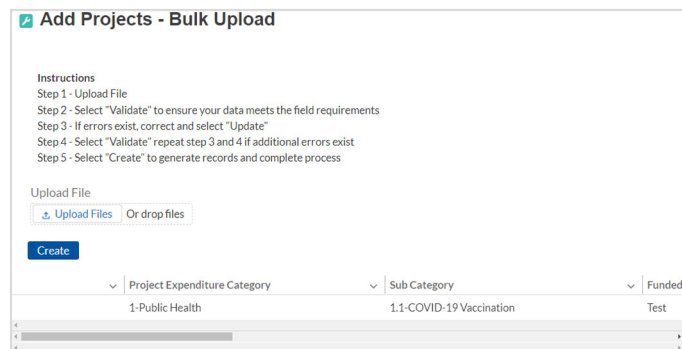 Add Projects - Bulk Upload
Instructions
Step 1 - Upload File
Step 2 - Select "Validate" to ensure your data meets the field requirements
Step 3 - If errors exist, correct and select "Update"
Step 4 - Select "Validate" repeat step 3 and 4 if additional errors exist
Step 5 - Select "Create" to generate records and complete process
Upload File
Upload Files Or drop files
Create
Project Expenditure Category Sub Category Funded
1-Public Health 1.1-COVID-19 Vaccination Test